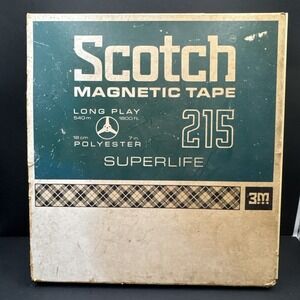 Scotch
MAGNETIC TAPE
LONG PLAY
540 m 1800 ft.
215
18 cm 7 in.
POLYESTER
SUPERLIFE
3M